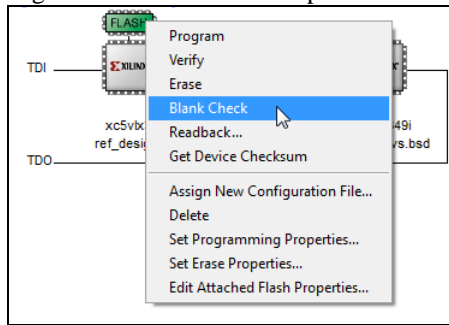 FLASH
Program
Verify
TDI
XILINX
Erase
Blank Check
xc5vlx
49i
Readback...
ref_desi
vs.bsd
Get Device Checksum
TDO
Assign New Configuration File...
Delete
Set Programming Properties...
Set Erase Properties...
Edit Attached Flash Properties...